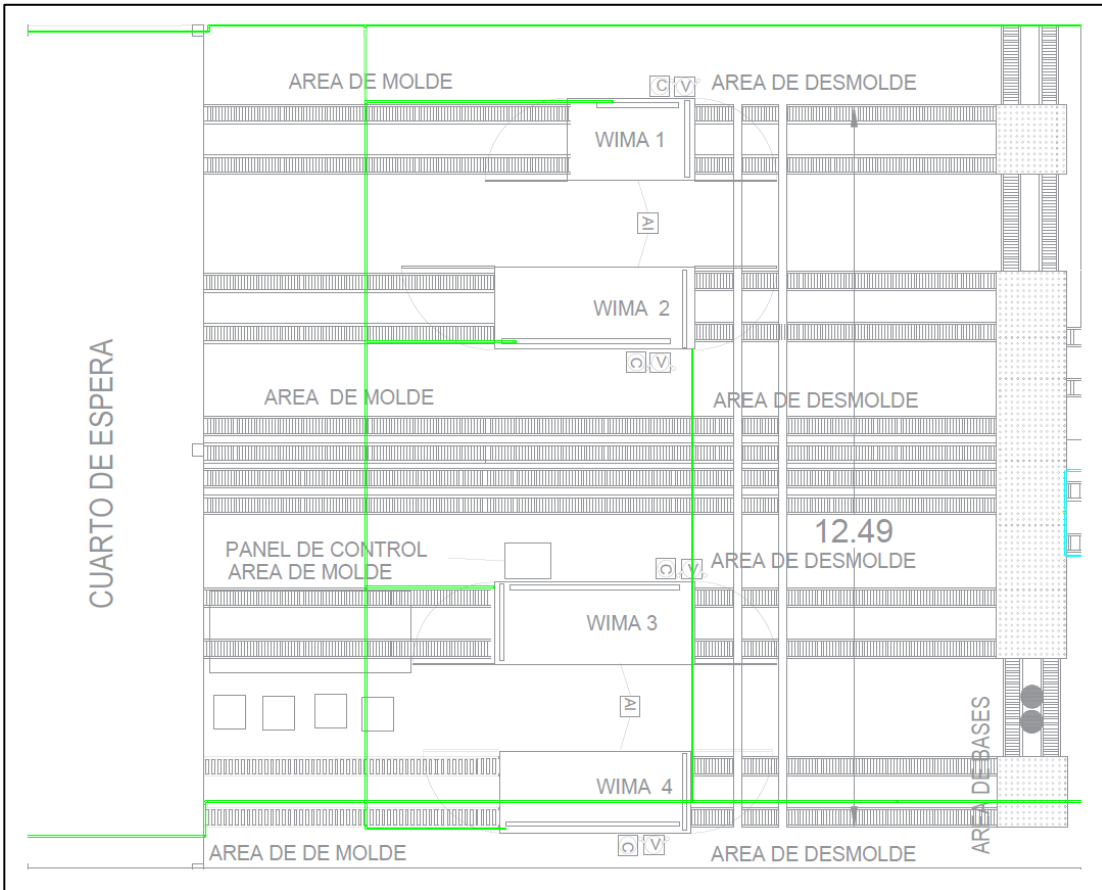 AREA DE MOLDE
C V
AREA DE DESMOLDE
WIMA 1
AI
WIMA 2
C V
CUARTO DE ESPERA
AREA DE MOLDE
AREA DE DESMOLDE
12.49
PANEL DE CONTROL
AREA DE MOLDE
C V
AREA DE DESMOLDE
WIMA 3
AI
AREA DE BASES
WIMA 4
C V
AREA DE DE MOLDE
AREA DE DESMOLDE